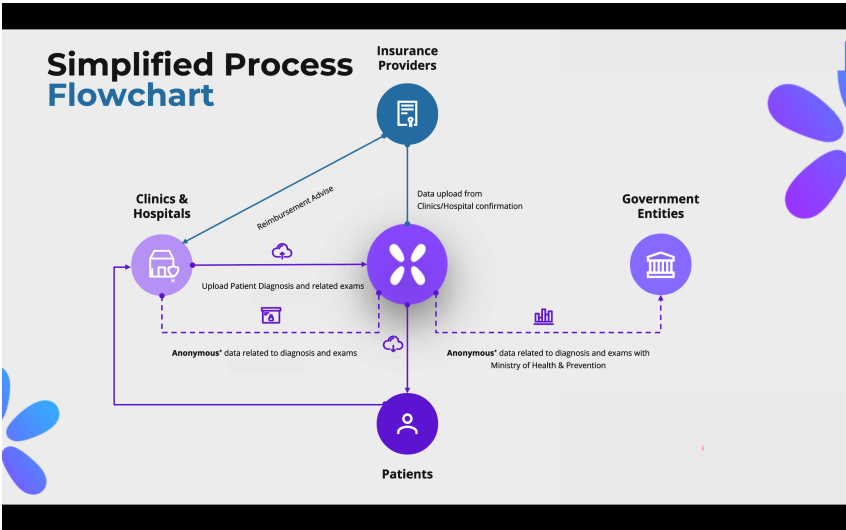 Simplified Process
Flowchart
Insurance
Providers
Clinics &
Hospitals
Reimbursement Advise
Data upload from
Clinics/Hospital confirmation
Government
Entities
Upload Patient Diagnosis and related exams
Anonymous* data related to diagnosis and exams
Anonymous* data related to diagnosis and exams with
Ministry of Health & Prevention
Patients